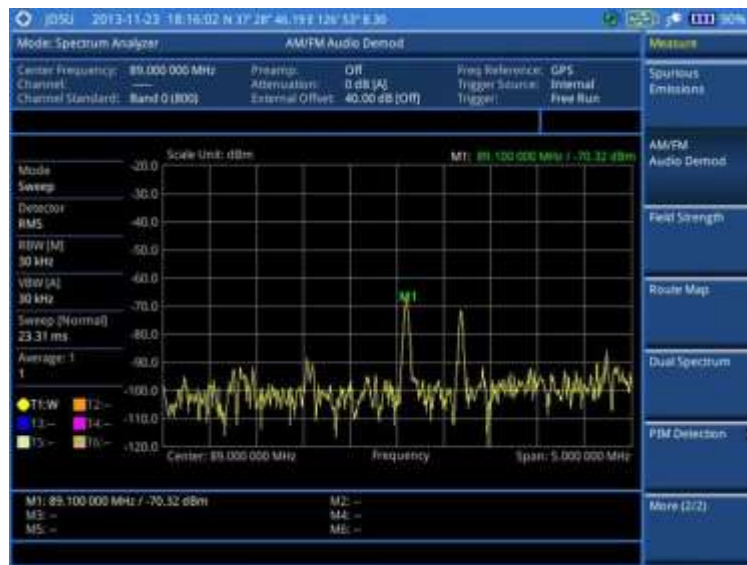 JDSU 2013-11-23 18:16:02 N 37° 28' 46.19 E 126° 53' 8.30 90%
Mode: Spectrum Analyzer AM/FM Audio Demod Measure
Center Frequency: 89.000 000 MHz
Channel: ----
Channel Standard: Band 0 (800)
Preamp: Off
Attenuation: 0 dB [A]
External Offset: 40.00 dB [Off]
Freq Reference: GPS
Trigger Source: Internal
Trigger: Free Run
Spurious
Emissions
AM/FM
Audio Demod
Field Strength
Route Map
Dual Spectrum
PIM Detection
More (2/2)
Mode
Sweep
Detector
RMS
RBW [M]
30 kHz
VBW [A]
30 kHz
Sweep [Normal]
23.31 ms
Average: 1
1
T1:W T2:--
T3:-- T4:--
T5:-- T6:--
Scale Unit: dBm M1: 89.100 000 MHz / -70.32 dBm
-20.0
-30.0
-40.0
-50.0
-60.0
-70.0
-80.0
-90.0
-100.0
-110.0
-120.0
M1
Center: 89.000 000 MHz Frequency Span: 5.000 000 MHz
M1: 89.100 000 MHz / -70.32 dBm M2: --
M3: -- M4: --
M5: -- M6: --